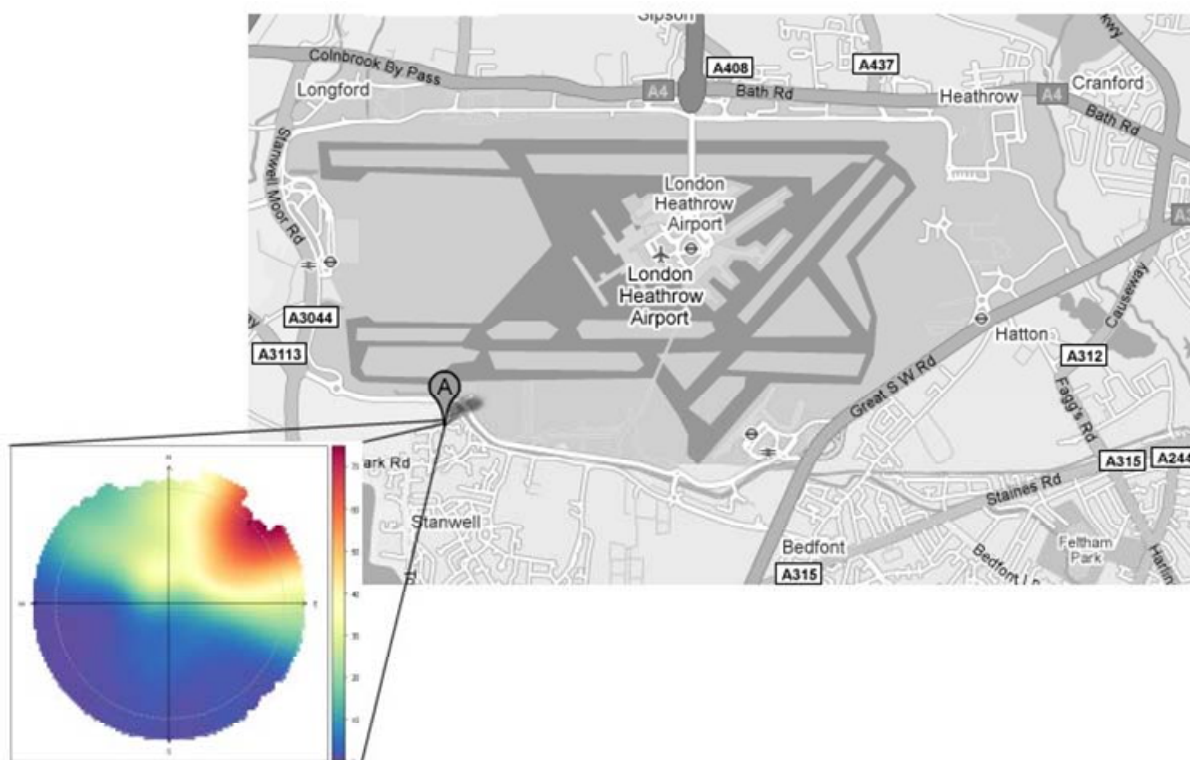 Sipson
Colnbrook By Pass
A408
A437
Longford
A4
Bath Rd
Heathrow
A4
Cranford
Bath Rd
Stanwell Moor Rd
London
Heathrow
Airport
London
Heathrow
Airport
A3044
A3113
Hatton
Causeway
A312
Great S W Rd
Fagg's Rd
A
ark Rd
A315
A244
Staines Rd
Stanwell
Bedfont
A315
Feltham
Park